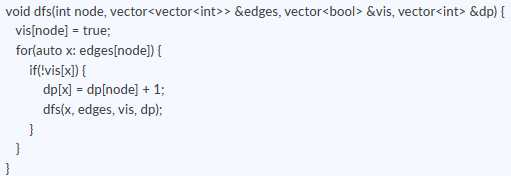 void dfs(int node, vector<vector<int>> &edges, vector<bool> &vis, vector<int> &dp) {
vis[node] = true;
for(auto x: edges[node]) {
if(!vis[x]) {
dp[x] = dp[node] + 1;
dfs(x, edges, vis, dp);
}
}
}